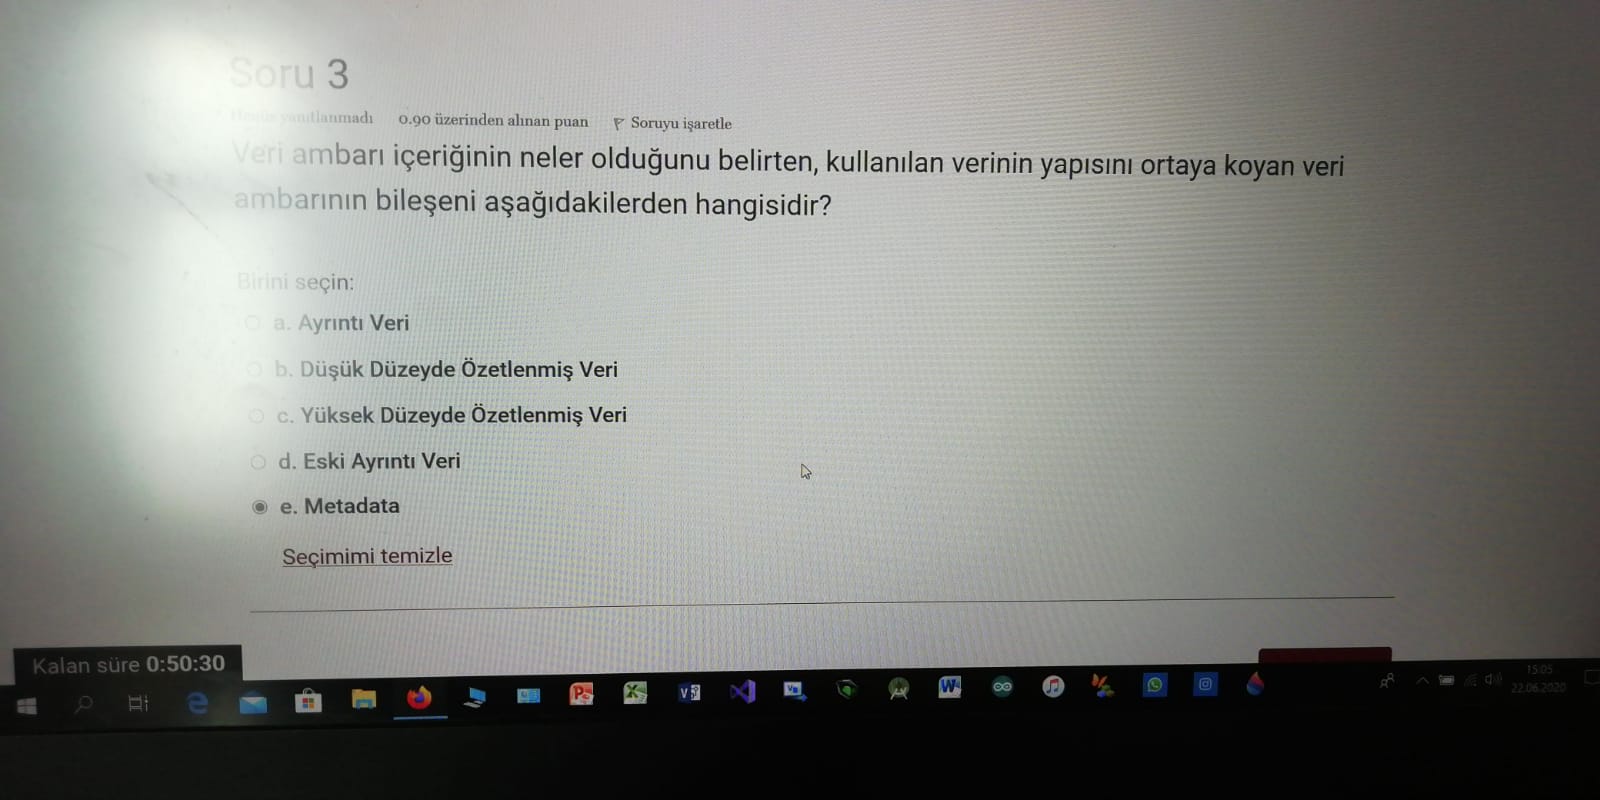 Soru 3
Henüz yanıtlanmadı 0.90 üzerinden alınan puan Soruyu işaretle
Veri ambarı içeriğinin neler olduğunu belirten, kullanılan verinin yapısını ortaya koyan veri
ambarının bileşeni aşağıdakilerden hangisidir?
Birini seçin:
a. Ayrıntı Veri
b. Düşük Düzeyde Özetlenmiş Veri
c. Yüksek Düzeyde Özetlenmiş Veri
d. Eski Ayrıntı Veri
e. Metadata
Seçimimi temizle
Kalan süre 0:50:30
15:05
22.06.2020